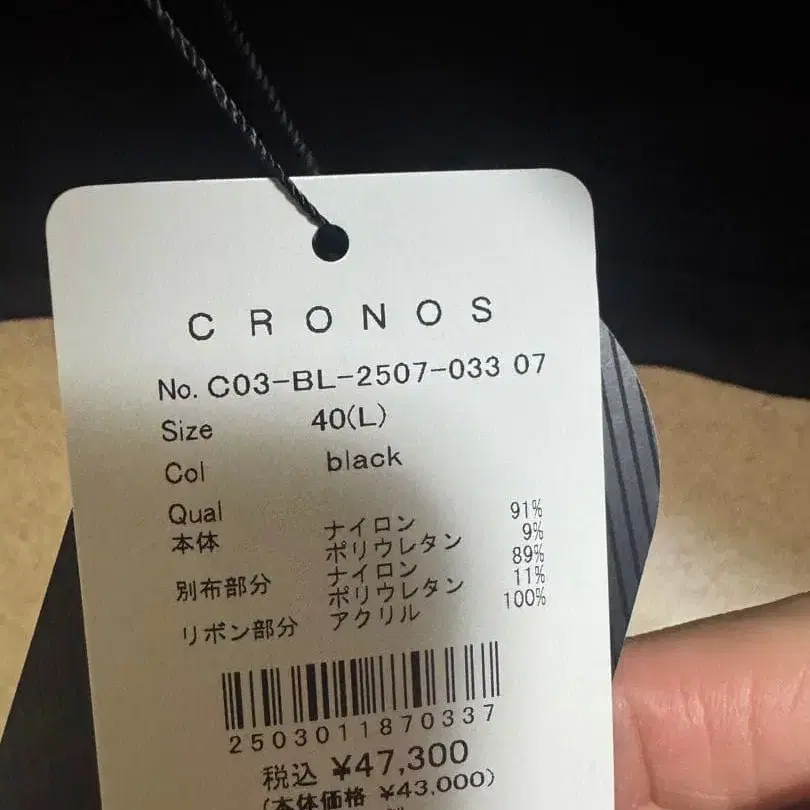 CRONOS
No. C03-BL-2507-033 07
Size 40(L)
Col black
Qual
本体 ナイロン 91%
ポリウレタン 9%
別布部分 ナイロン 89%
ポリウレタン 11%
リボン部分 アクリル 100%
2503011870337
税込 ¥47,300
(本体価格 ¥43,000)